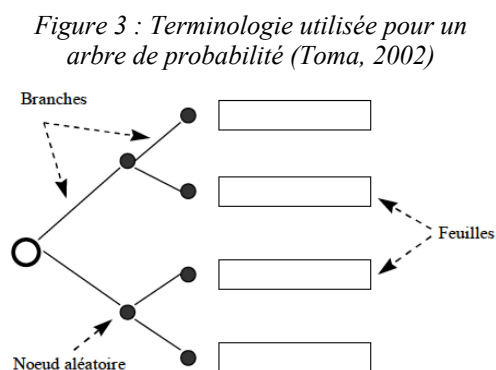 Figure 3 : Terminologie utilisée pour un
arbre de probabilité (Toma, 2002)
Branches
Feuilles
Noeud aléatoire